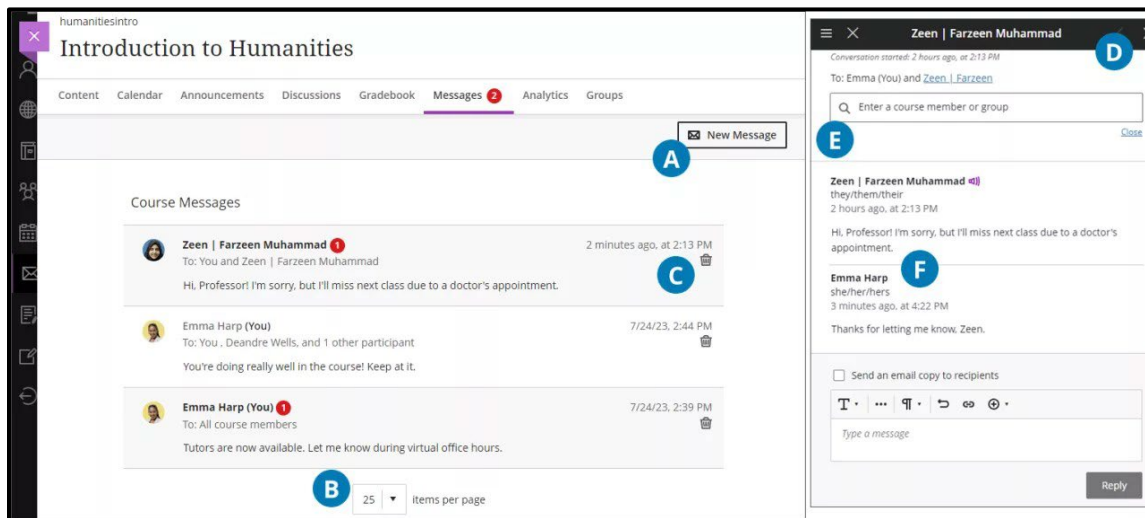 humanitiesintro
Introduction to Humanities
Content Calendar Announcements Discussions Gradebook Messages 2 Analytics Groups
A
New Message
Course Messages
Zeen | Farzeen Muhammad 1
2 minutes ago, at 2:13 PM
To: You and Zeen | Farzeen Muhammad
C
Hi, Professor! I'm sorry, but I'll miss next class due to a doctor's appointment.
Emma Harp (You)
7/24/23, 2:44 PM
To: You , Deandre Wells, and 1 other participant
You're doing really well in the course! Keep at it.
Emma Harp (You) 1
7/24/23, 2:39 PM
To: All course members
Tutors are now available. Let me know during virtual office hours.
B
25 items per page
Zeen | Farzeen Muhammad
D
Conversation started: 2 hours ago, at 2:13 PM
To: Emma (You) and Zeen | Farzeen
Enter a course member or group
E
Close
Zeen | Farzeen Muhammad
they/them/their
2 hours ago, at 2:13 PM
Hi, Professor! I'm sorry, but I'll miss next class due to a doctor's
appointment.
F
Emma Harp
she/her/hers
3 minutes ago, at 4:22 PM
Thanks for letting me know, Zeen.
Send an email copy to recipients
T
Type a message
Reply